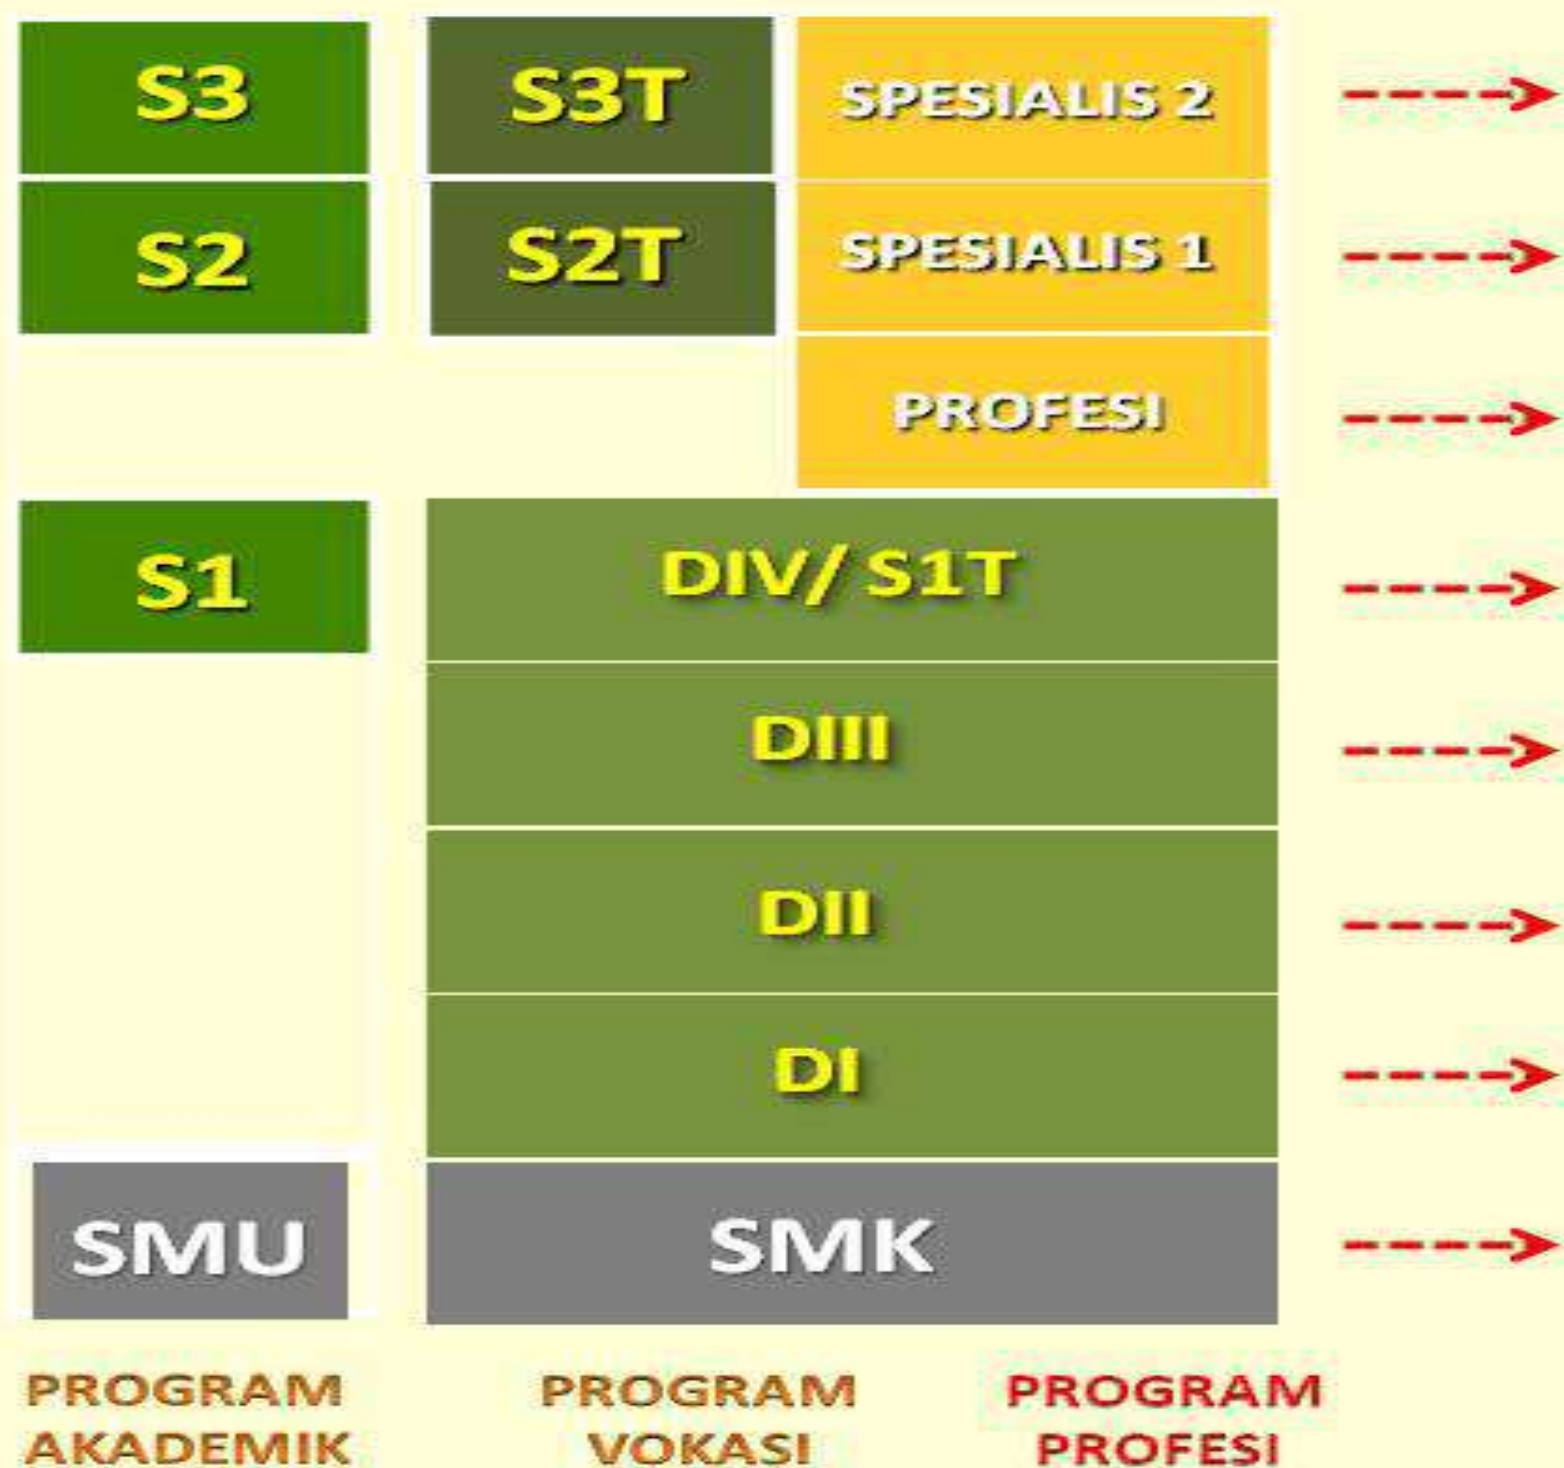 S3
S3T
SPESIALIS 2
S2
S2T
SPESIALIS 1
PROFESI
S1
DIV/ S1T
DIII
DII
DI
SMU
SMK
PROGRAM
AKADEMIK
PROGRAM
VOKASI
PROGRAM
PROFESI